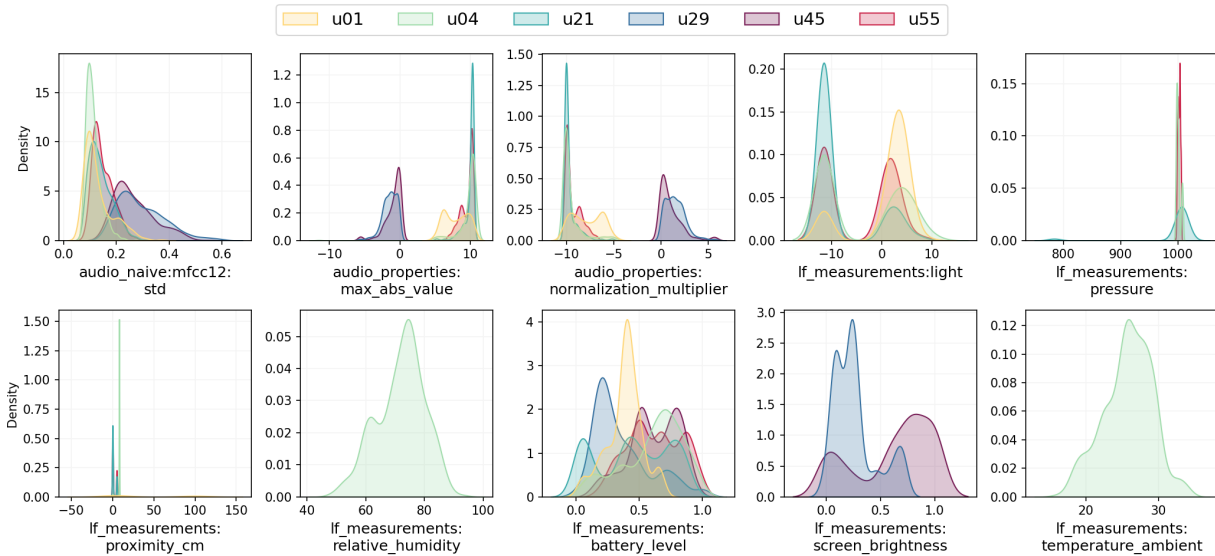 u01 u04 u21 u29 u45 u55
Density
15
10
5
0
0.0 0.2 0.4 0.6
audio_naive:mfcc12:
std
1.2
1.0
0.8
0.6
0.4
0.2
0.0
−10 0 10
audio_properties:
max_abs_value
1.50
1.25
1.00
0.75
0.50
0.25
0.00
−10 −5 0 5
audio_properties:
normalization_multiplier
0.20
0.15
0.10
0.05
0.00
−10 0 10
lf_measurements:light
0.15
0.10
0.05
0.00
800 900 1000
lf_measurements:
pressure
Density
1.50
1.25
1.00
0.75
0.50
0.25
0.00
−50 0 50 100 150
lf_measurements:
proximity_cm
0.05
0.04
0.03
0.02
0.01
0.00
40 60 80 100
lf_measurements:
relative_humidity
4
3
2
1
0
0.0 0.5 1.0
lf_measurements:
battery_level
3.0
2.5
2.0
1.5
1.0
0.5
0.0
0.0 0.5 1.0
lf_measurements:
screen_brightness
0.12
0.10
0.08
0.06
0.04
0.02
0.00
20 30
lf_measurements:
temperature_ambient